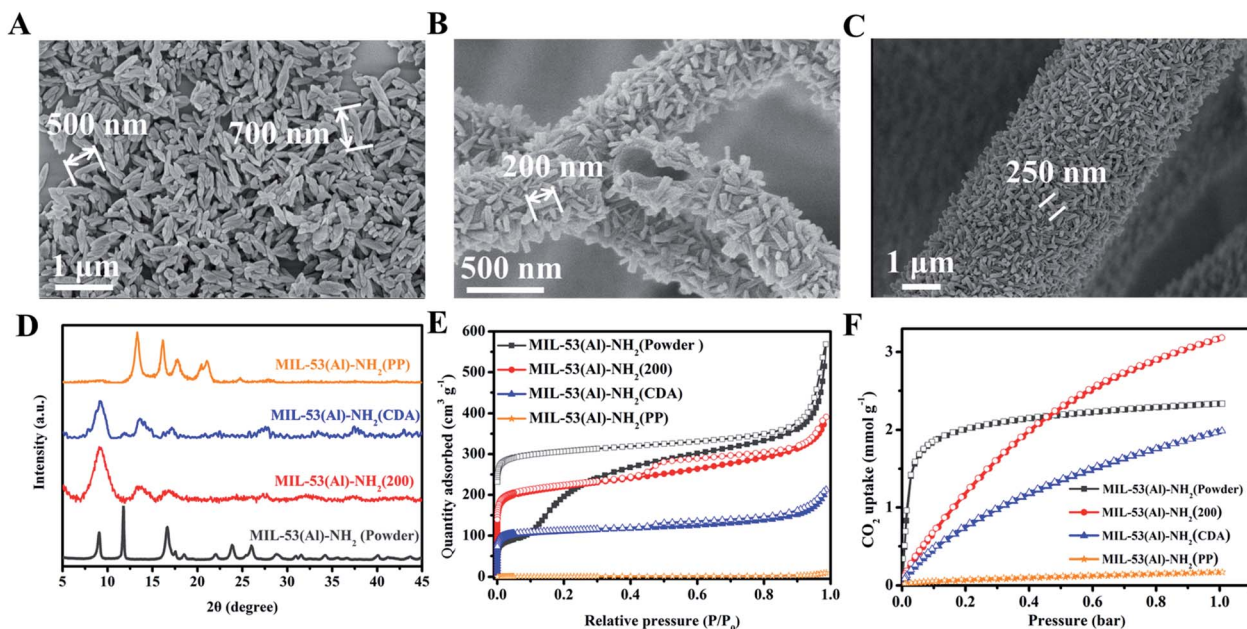 A
500 nm
700 nm
1 μm
B
200 nm
500 nm
C
250 nm
1 μm
D
MIL-53(Al)-NH₂(PP)
MIL-53(Al)-NH₂(CDA)
MIL-53(Al)-NH₂(200)
MIL-53(Al)-NH₂ (Powder)
Intensity (a.u.)
5 10 15 20 25 30 35 40 45
2θ (degree)
E
600
550
500
450
400
350
300
250
200
150
100
50
0
MIL-53(Al)-NH₂(Powder )
MIL-53(Al)-NH₂(200)
MIL-53(Al)-NH₂(CDA)
MIL-53(Al)-NH₂(PP)
Quantity adsorbed (cm³ g⁻¹)
0.0 0.2 0.4 0.6 0.8 1.0
Relative pressure (P/P₀)
F
3
2
1
0
MIL-53(Al)-NH₂(Powder)
MIL-53(Al)-NH₂(200)
MIL-53(Al)-NH₂(CDA)
MIL-53(Al)-NH₂(PP)
CO₂ uptake (mmol g⁻¹)
0.0 0.2 0.4 0.6 0.8 1.0
Pressure (bar)